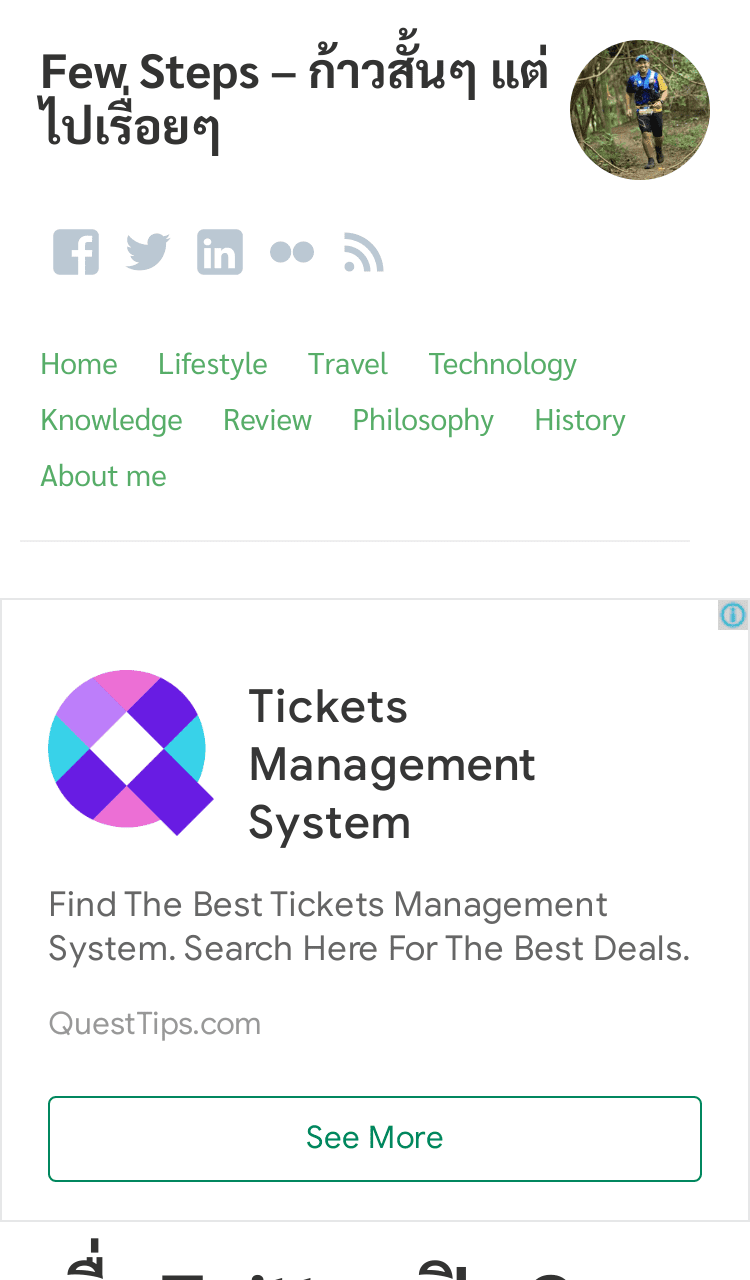 Few Steps – ก้าวสั้นๆ แต่
ไปเรื่อยๆ
Home Lifestyle Travel Technology
Knowledge Review Philosophy History
About me
Tickets
Management
System
Find The Best Tickets Management
System. Search Here For The Best Deals.
QuestTips.com
See More